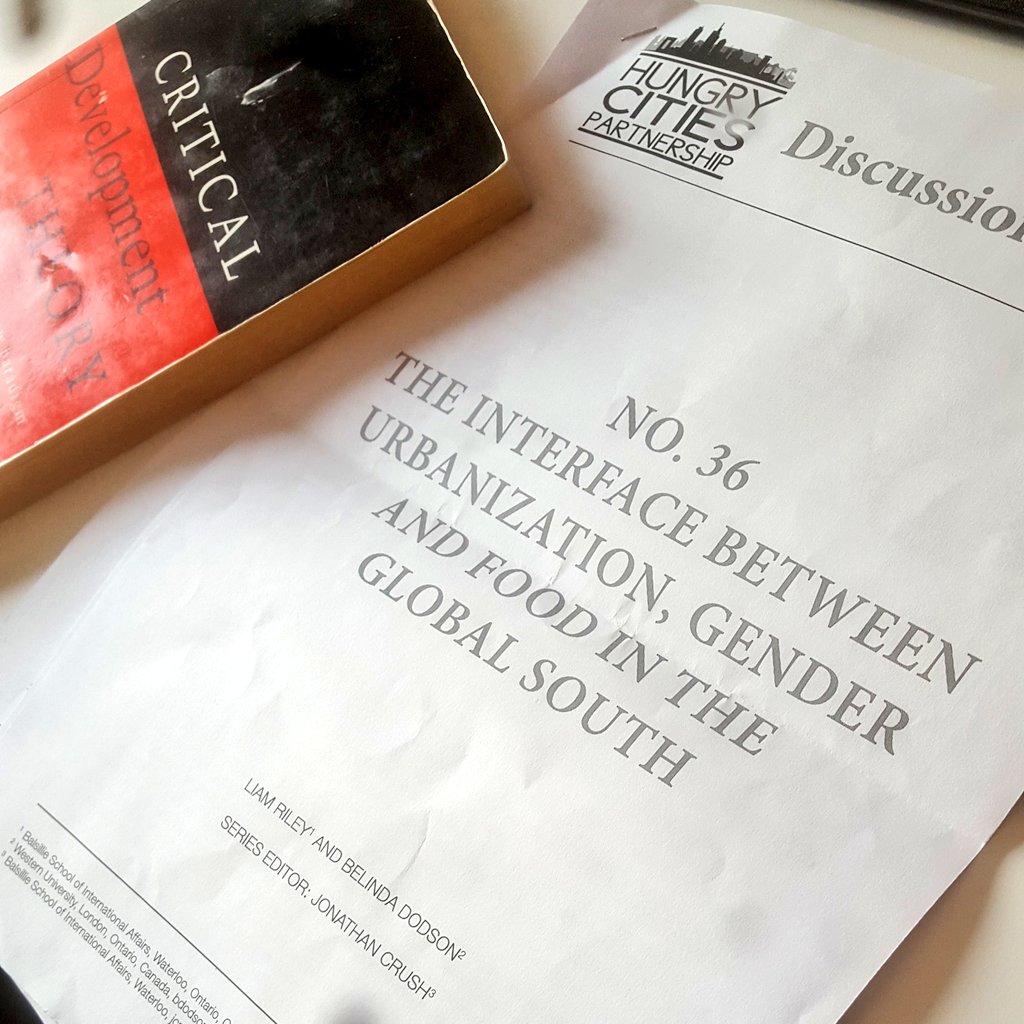 CRITICAL
Development
THEORY
HUNGRY
CITIES
PARTNERSHIP
Discussion
NO. 36
THE INTERFACE BETWEEN
URBANIZATION, GENDER
AND FOOD IN THE
GLOBAL SOUTH
LIAM RILEY¹ AND BELINDA DODSON²
SERIES EDITOR: JONATHAN CRUSH³
¹ Balsillie School of International Affairs, Waterloo, Ontario, C
² Western University, London, Ontario, Canada, bdodson
³ Balsillie School of International Affairs, Waterloo, jcr